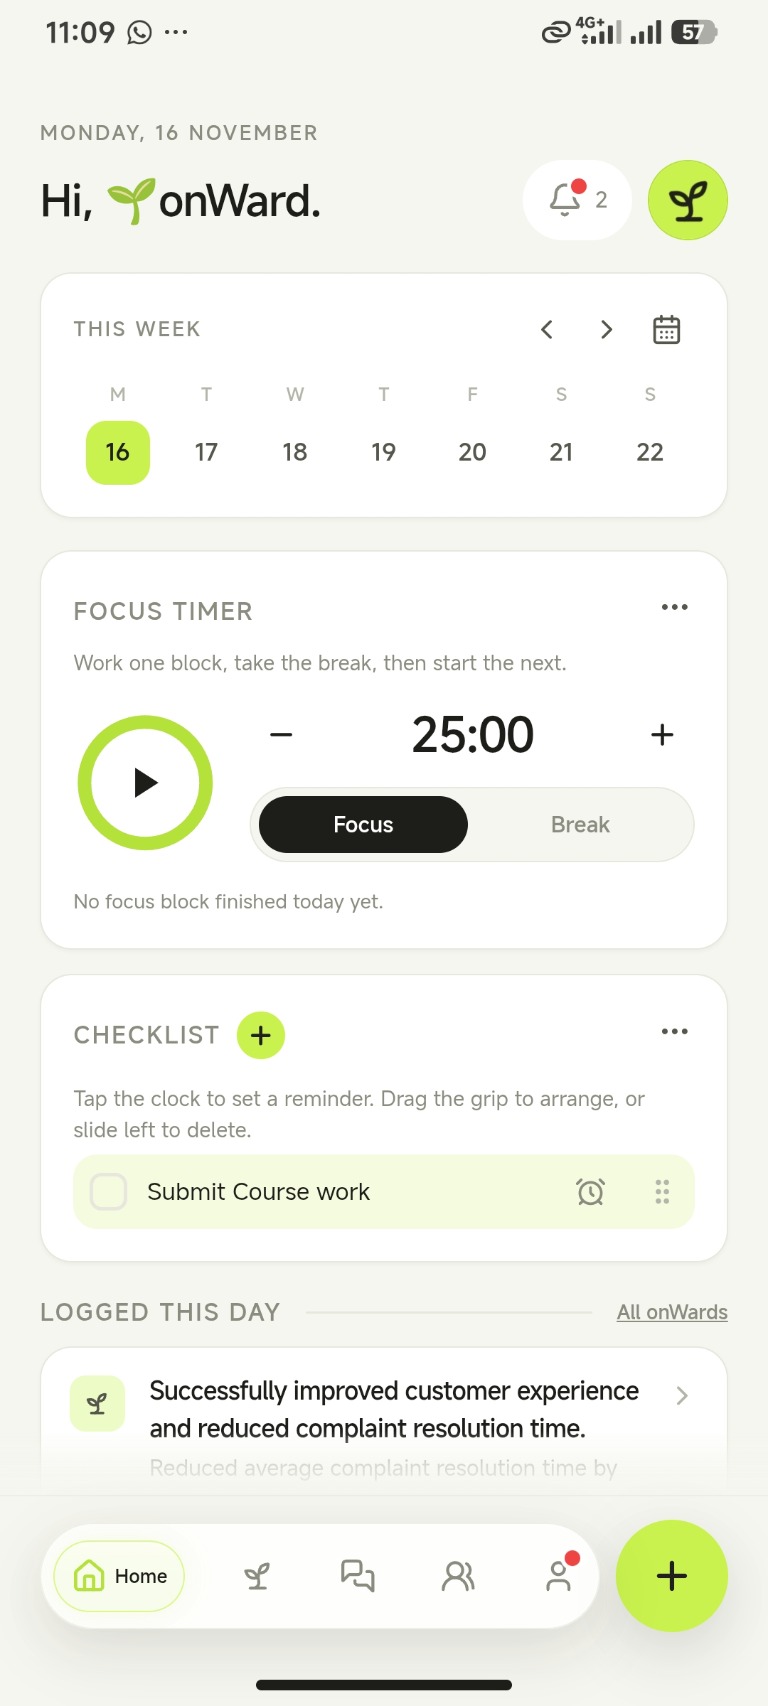 11:09
4G+
57
MONDAY, 16 NOVEMBER
Hi, 🌱onWard.
2
THIS WEEK
M T W T F S S
16 17 18 19 20 21 22
FOCUS TIMER
Work one block, take the break, then start the next.
25:00
Focus
Break
No focus block finished today yet.
CHECKLIST
Tap the clock to set a reminder. Drag the grip to arrange, or
slide left to delete.
Submit Course work
LOGGED THIS DAY
All onWards
Successfully improved customer experience
and reduced complaint resolution time.
Reduced average complaint resolution time by
Home